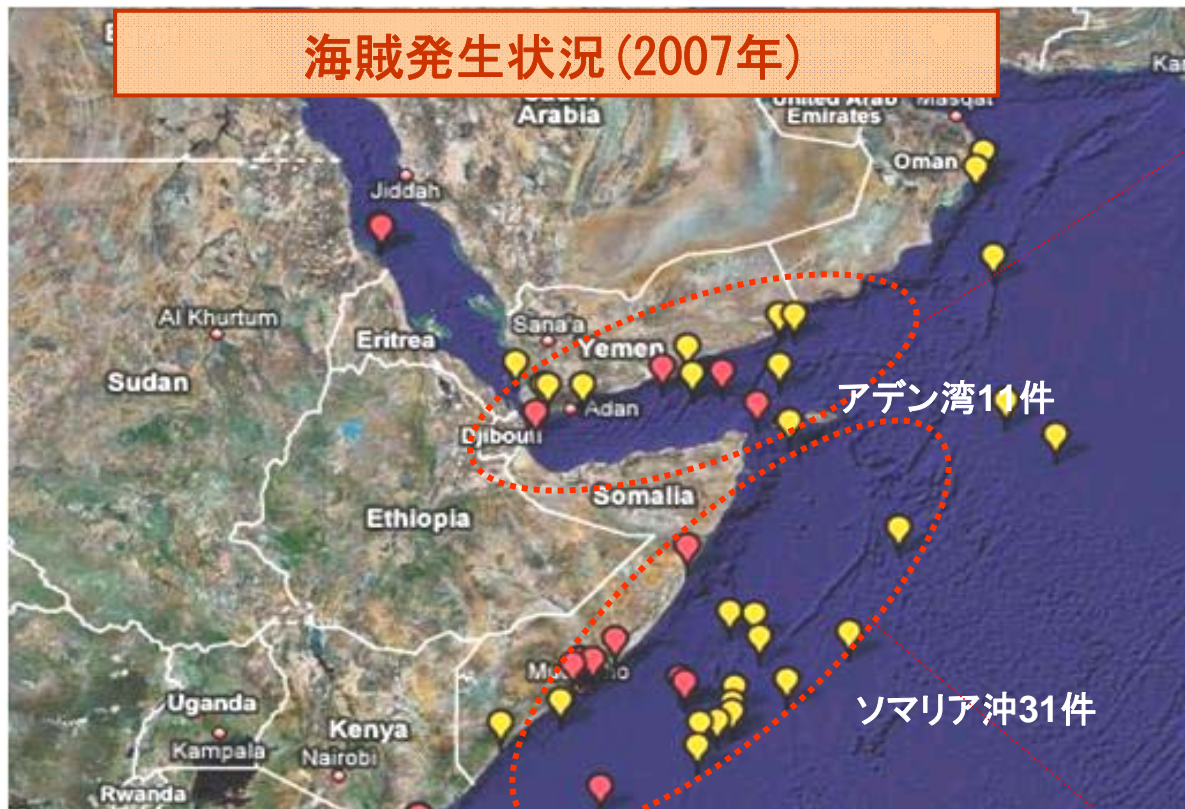 海賊発生状況(2007年)
Arabia
United Arab
Emirates
Masqat
Oman
Jiddah
Al Khurtum
Eritrea
Sana'a
Yemen
Sudan
Adan
アデン湾11件
Djibouti
Somalia
Ethiopia
Uganda
Kenya
ソマリア沖31件
Kampala
Nairobi
Rwanda